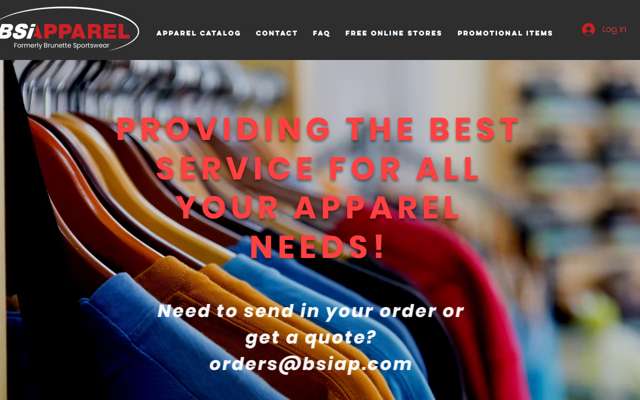 BSiAPPAREL
Formerly Brunette Sportswear
APPAREL CATALOG CONTACT FAQ FREE ONLINE STORES PROMOTIONAL ITEMS
Log In
PROVIDING THE BEST
SERVICE FOR ALL
YOUR APPAREL
NEEDS!
Need to send in your order or
get a quote?
orders@bsiap.com